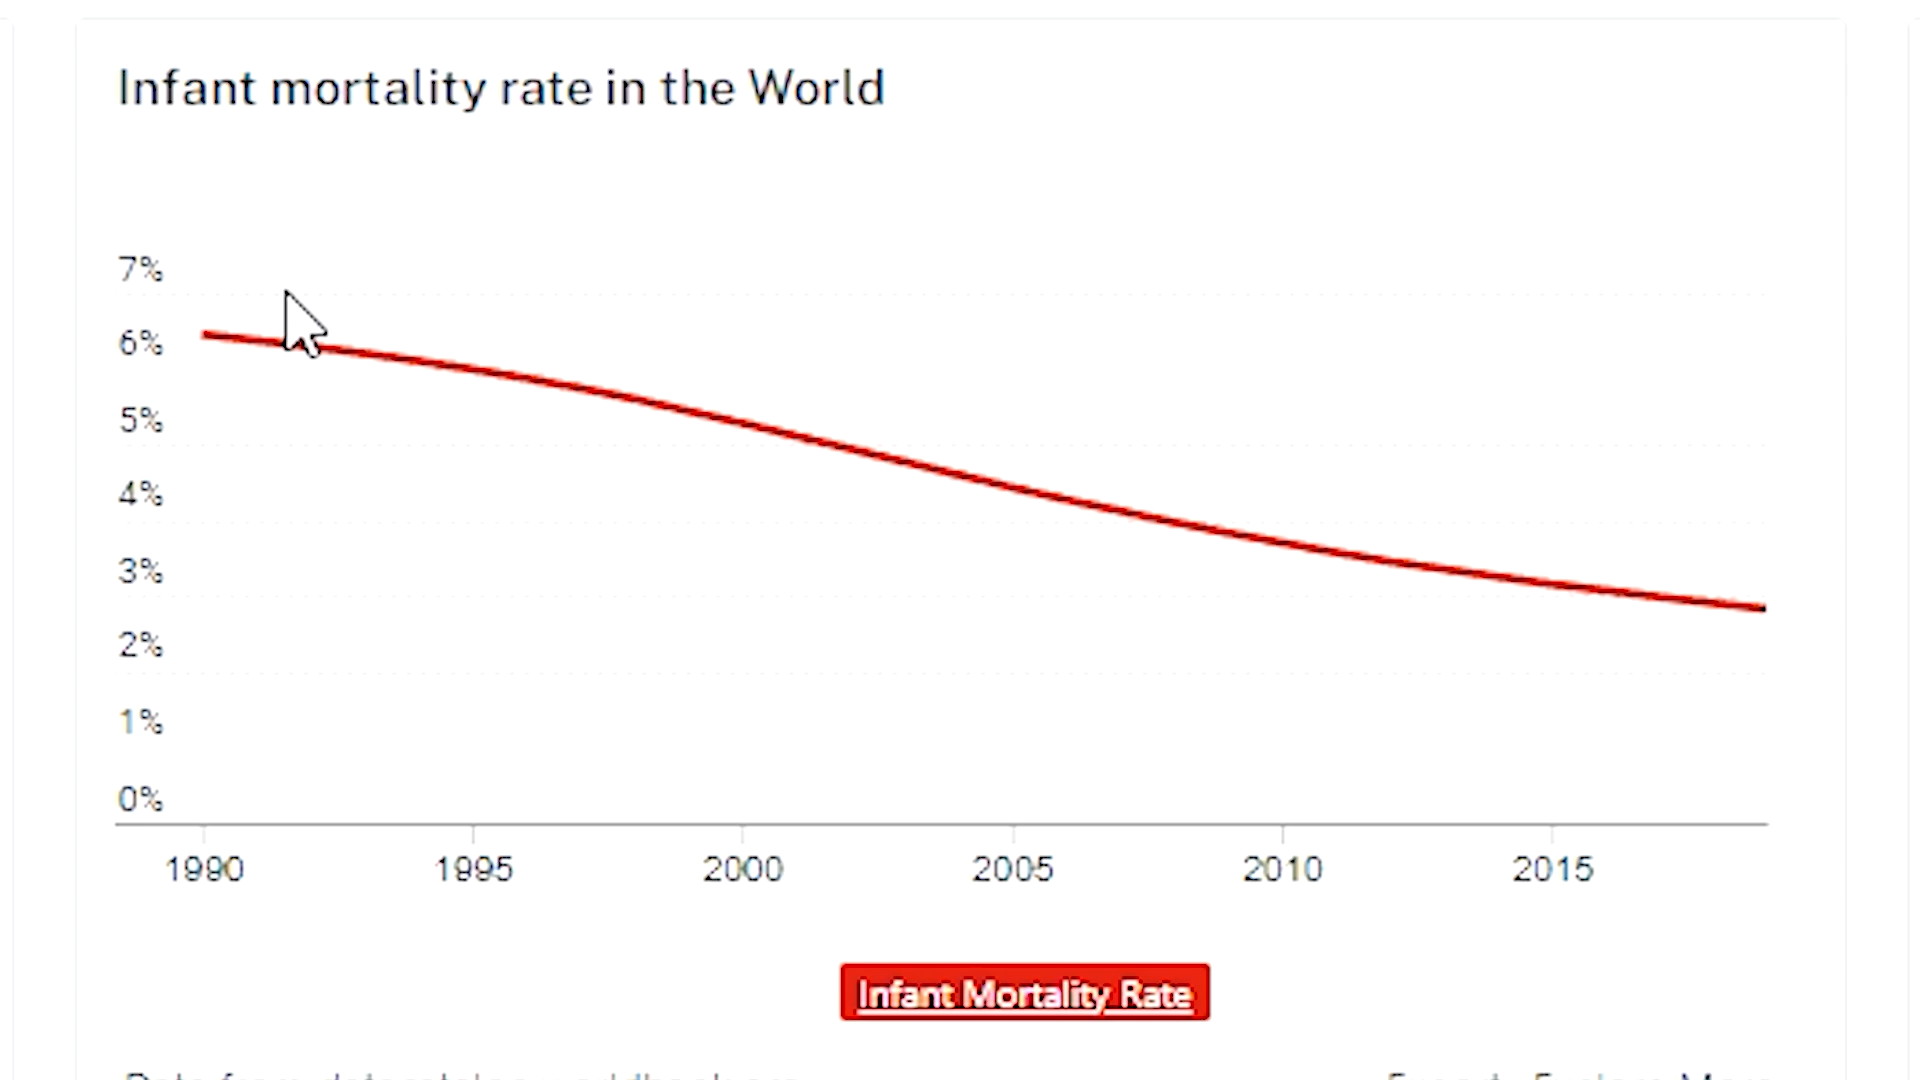 Infant mortality rate in the World
7%
6%
5%
4%
3%
2%
1%
0%
1990 1995 2000 2005 2010 2015
Infant Mortality Rate